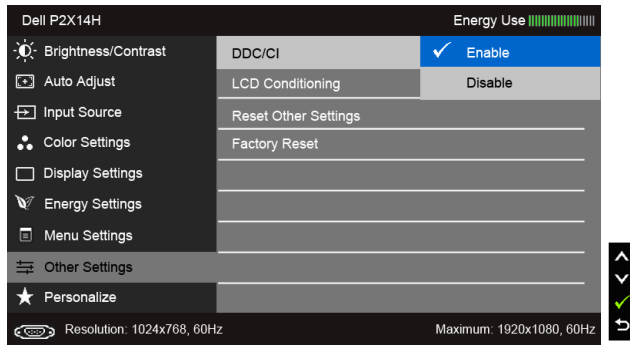 Dell P2X14H Energy Use
Brightness/Contrast DDC/CI Enable
Auto Adjust LCD Conditioning Disable
Input Source Reset Other Settings
Color Settings Factory Reset
Display Settings
Energy Settings
Menu Settings
Other Settings
Personalize
Resolution: 1024x768, 60Hz Maximum: 1920x1080, 60Hz